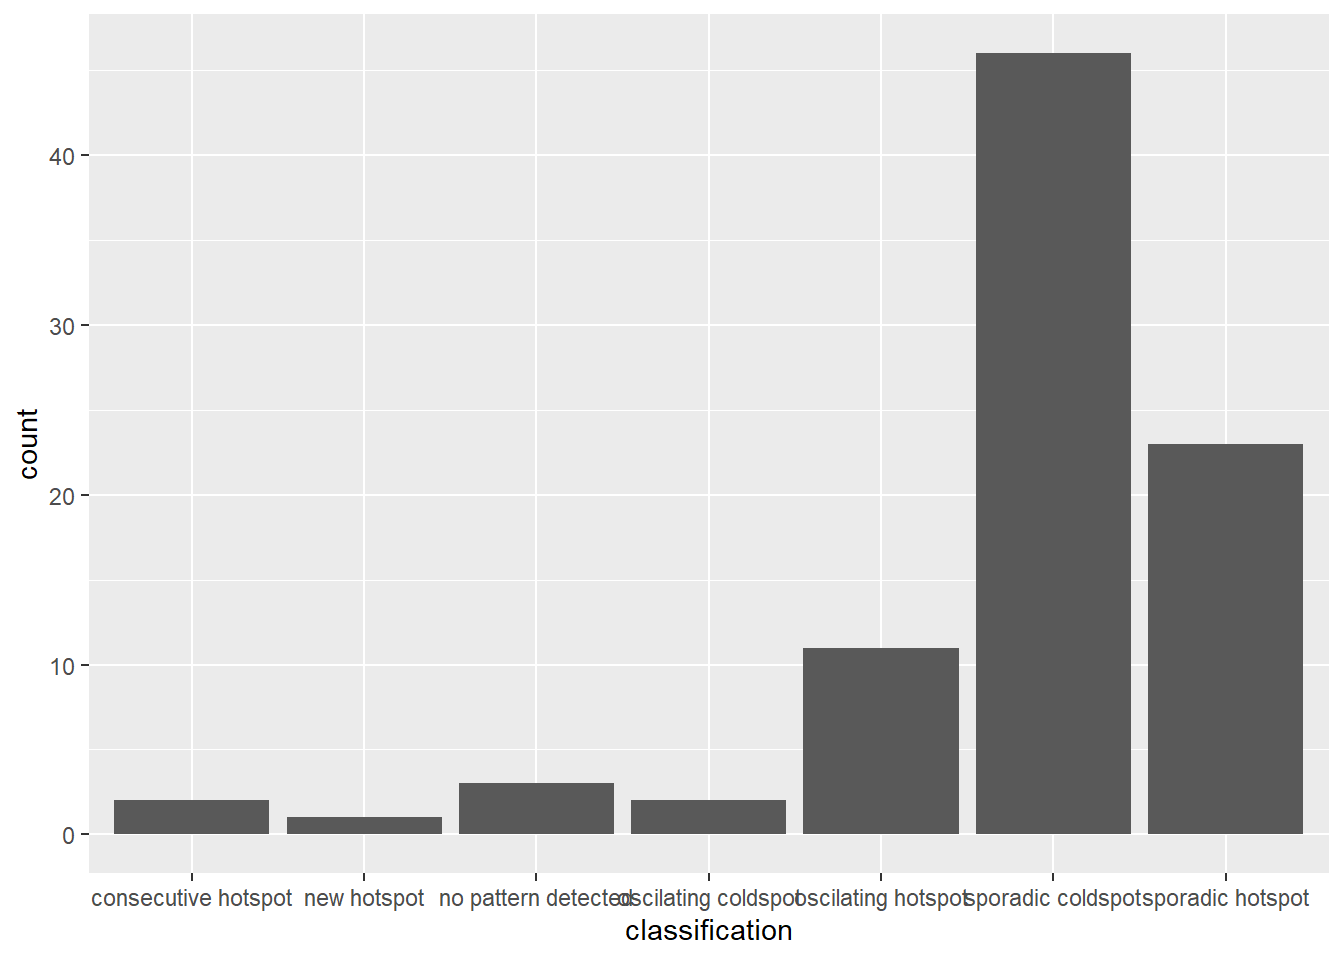 40
30
20
10
0
count
consecutive hotspot
new hotspot
no pattern detected
oscilating coldspot
oscilating hotspot
sporadic coldspot
sporadic hotspot
classification